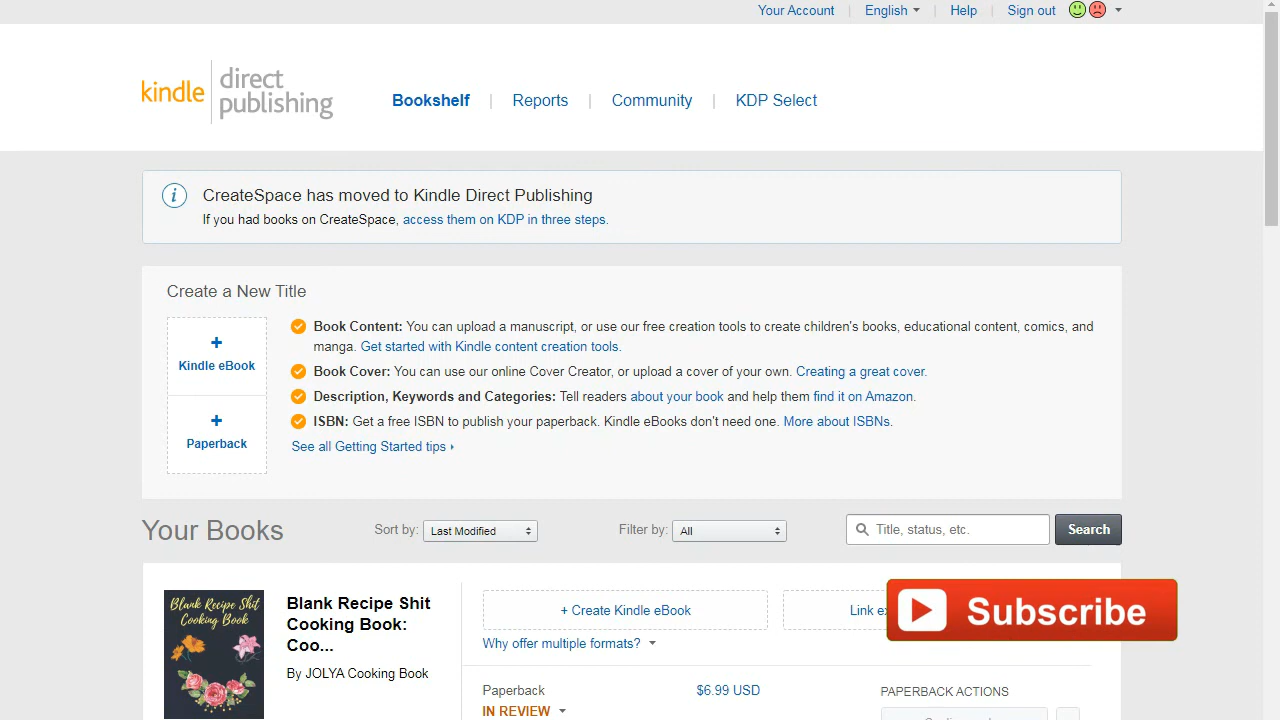 Your Account English Help Sign out
kindle direct publishing
Bookshelf Reports Community KDP Select
CreateSpace has moved to Kindle Direct Publishing
If you had books on CreateSpace, access them on KDP in three steps.
Create a New Title
+ Kindle eBook
+ Paperback
Book Content: You can upload a manuscript, or use our free creation tools to create children's books, educational content, comics, and
manga. Get started with Kindle content creation tools.
Book Cover: You can use our online Cover Creator, or upload a cover of your own. Creating a great cover.
Description, Keywords and Categories: Tell readers about your book and help them find it on Amazon.
ISBN: Get a free ISBN to publish your paperback. Kindle eBooks don't need one. More about ISBNs.
See all Getting Started tips
Your Books Sort by: Last Modified Filter by: All Title, status, etc. Search
Blank Recipe Shit
Cooking Book
Blank Recipe Shit
Cooking Book:
Coo...
By JOLYA Cooking Book
+ Create Kindle eBook
Link
Subscribe
Why offer multiple formats?
Paperback $6.99 USD PAPERBACK ACTIONS
IN REVIEW